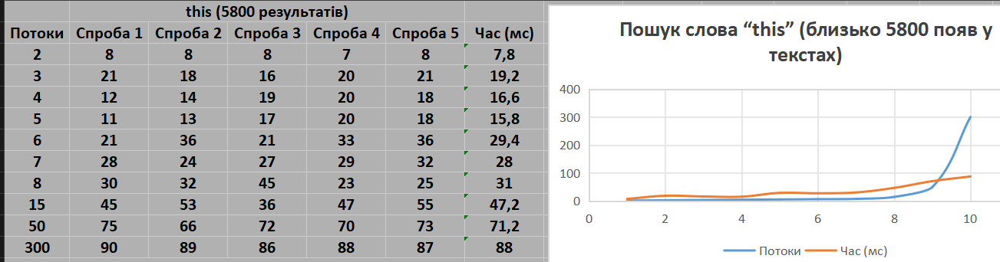 this (5800 результатів)
Потоки Спроба 1 Спроба 2 Спроба 3 Спроба 4 Спроба 5 Час (мс)
2 8 8 8 7 8 7,8
3 21 18 16 20 21 19,2
4 12 14 19 20 18 16,6
5 11 13 17 20 18 15,8
6 21 36 21 33 36 29,4
7 28 24 27 29 32 28
8 30 32 45 23 25 31
15 45 53 36 47 55 47,2
50 75 66 72 70 73 71,2
300 90 89 86 88 87 88
Пошук слова “this” (близько 5800 появ у
текстах)
400
300
200
100
0
0 2 4 6 8 10
Потоки Час (мс)